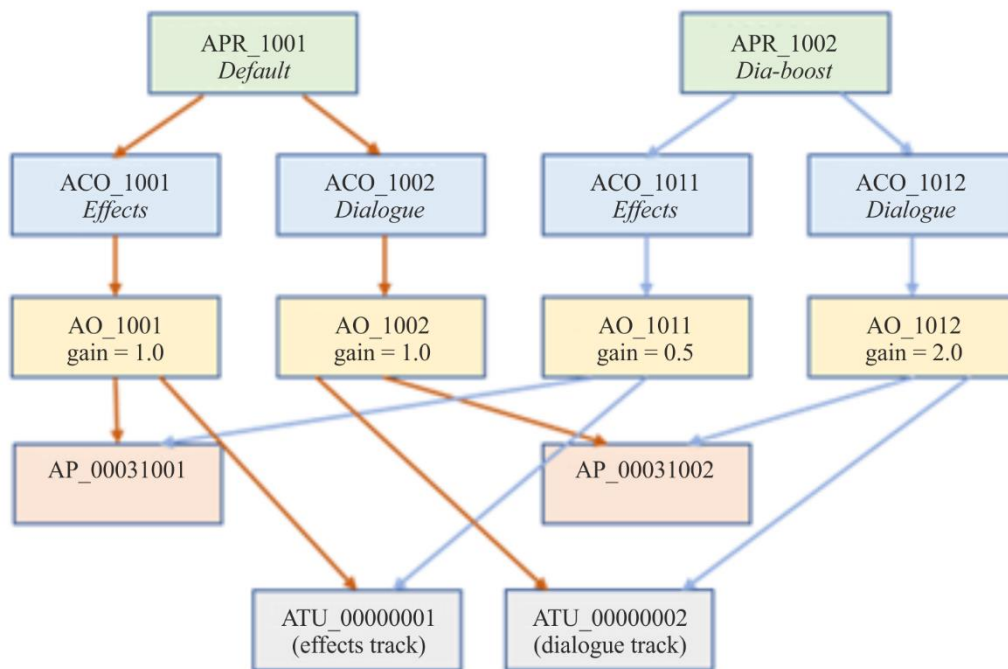 APR_1001
Default
APR_1002
Dia-boost
ACO_1001
Effects
ACO_1002
Dialogue
ACO_1011
Effects
ACO_1012
Dialogue
AO_1001
gain = 1.0
AO_1002
gain = 1.0
AO_1011
gain = 0.5
AO_1012
gain = 2.0
AP_00031001
AP_00031002
ATU_00000001
(effects track)
ATU_00000002
(dialogue track)